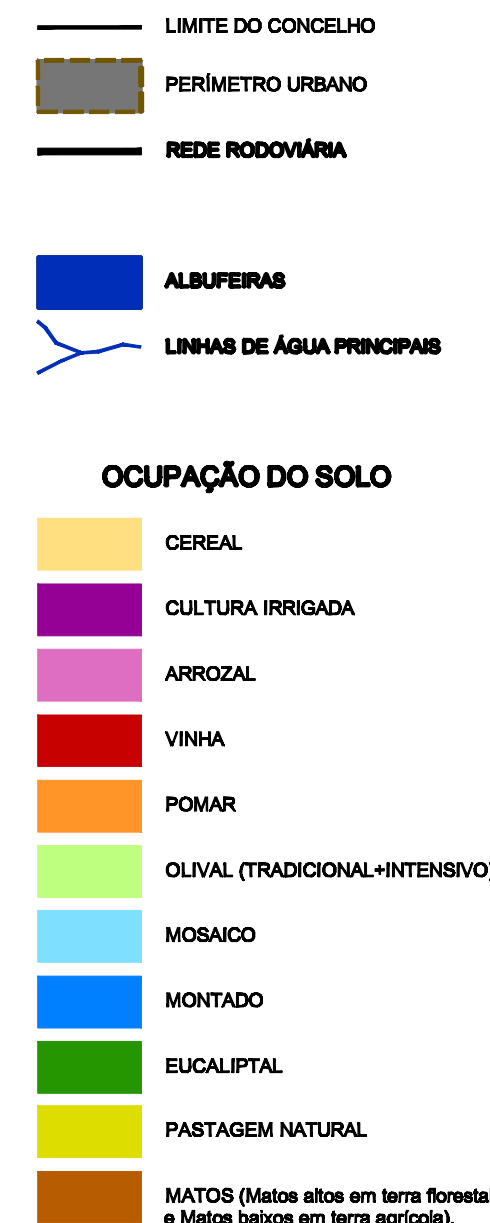 LIMITE DO CONCELHO
PERÍMETRO URBANO
REDE RODOVIÁRIA
ALBUFEIRAS
LINHAS DE ÁGUA PRINCIPAIS
OCUPAÇÃO DO SOLO
CEREAL
CULTURA IRRIGADA
ARROZAL
VINHA
POMAR
OLIVAL (TRADICIONAL+INTENSIVO)
MOSAICO
MONTADO
EUCALIPTAL
PASTAGEM NATURAL
MATOS (Matos altos em terra floresta
e Matos baixos em terra agrícola).